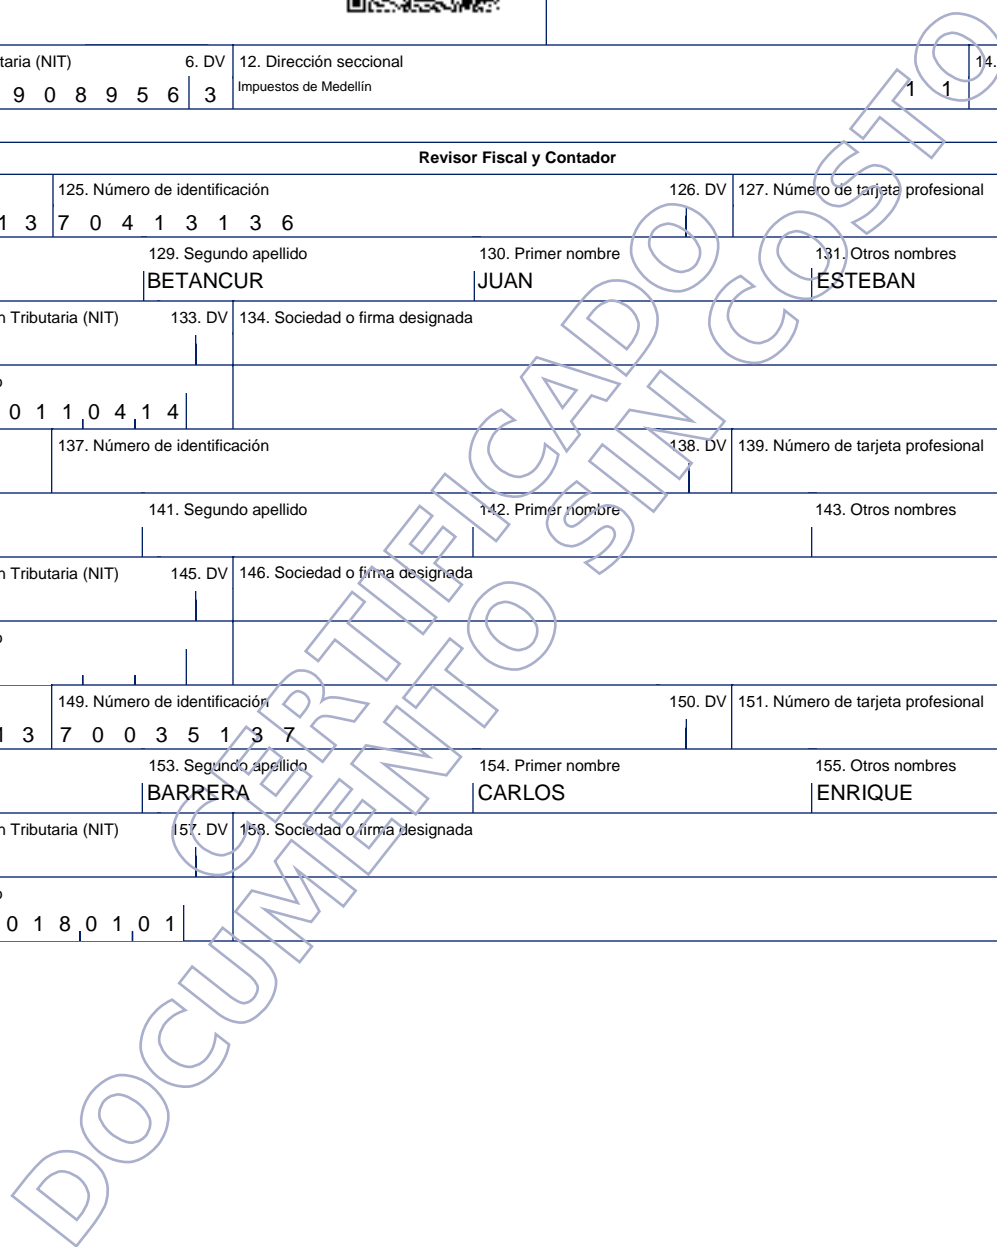 taria (NIT) 6. DV 12. Dirección seccional 14.
9 0 8 9 5 6 3 Impuestos de Medellín 1 1
Revisor Fiscal y Contador
125. Número de identificación 126. DV 127. Número de tarjeta profesional
1 3 7 0 4 1 3 1 3 6
129. Segundo apellido 130. Primer nombre 131. Otros nombres
BETANCUR JUAN ESTEBAN
n Tributaria (NIT) 133. DV 134. Sociedad o firma designada
o
0 1 1 0 4 1 4
137. Número de identificación 138. DV 139. Número de tarjeta profesional
141. Segundo apellido 142. Primer nombre 143. Otros nombres
n Tributaria (NIT) 145. DV 146. Sociedad o firma designada
o
149. Número de identificación 150. DV 151. Número de tarjeta profesional
1 3 7 0 0 3 5 1 3 7
153. Segundo apellido 154. Primer nombre 155. Otros nombres
BARRERA CARLOS ENRIQUE
n Tributaria (NIT) 157. DV 158. Sociedad o firma designada
o
0 1 8 0 1 0 1
CERTIFICADO
DOCUMENTO SIN COSTO